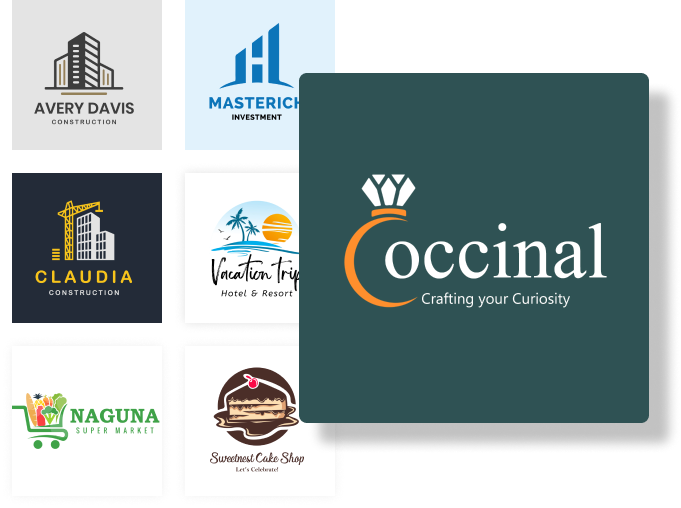 AVERY DAVIS
CONSTRUCTION
MASTERICH
INVESTMENT
CLAUDIA
CONSTRUCTION
Vacation Trip
Hotel & Resort
Coccinal
Crafting your Curiosity
NAGUNA
SUPER MARKET
Sweetnest Cake Shop
Let's Celebrate!